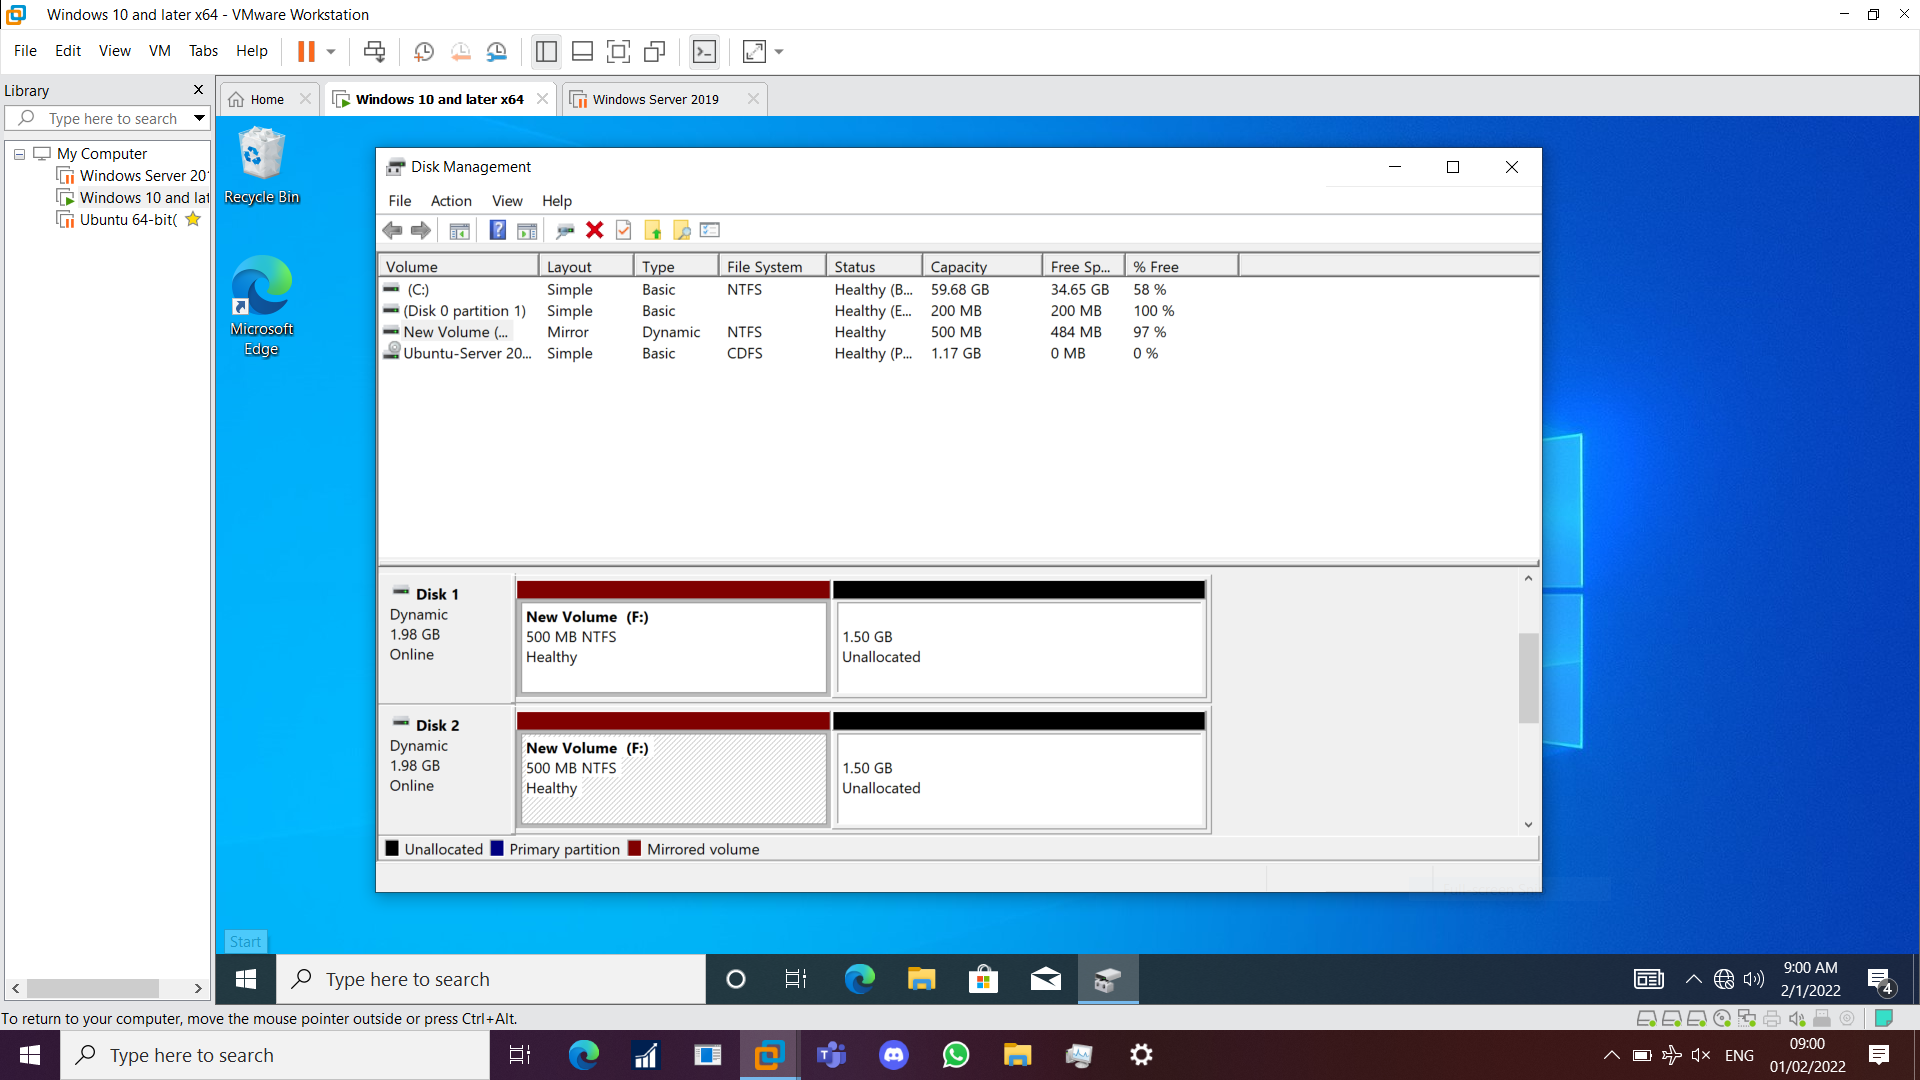 Windows 10 and later x64 - VMware Workstation
File Edit View VM Tabs Help
Library
Type here to search
My Computer
Windows Server 201
Windows 10 and lat
Ubuntu 64-bit(
Home
Windows 10 and later x64
Windows Server 2019
Recycle Bin
Microsoft
Edge
Disk Management
File Action View Help
Volume Layout Type File System Status Capacity Free Sp... % Free
(C:) Simple Basic NTFS Healthy (B... 59.68 GB 34.65 GB 58 %
(Disk 0 partition 1) Simple Basic Healthy (E... 200 MB 200 MB 100 %
New Volume (... Mirror Dynamic NTFS Healthy 500 MB 484 MB 97 %
Ubuntu-Server 20... Simple Basic CDFS Healthy (P... 1.17 GB 0 MB 0 %
Disk 1
Dynamic
1.98 GB
Online
New Volume (F:)
500 MB NTFS
Healthy
1.50 GB
Unallocated
Disk 2
Dynamic
1.98 GB
Online
New Volume (F:)
500 MB NTFS
Healthy
1.50 GB
Unallocated
Unallocated Primary partition Mirrored volume
Start
Type here to search
9:00 AM
2/1/2022
4
To return to your computer, move the mouse pointer outside or press Ctrl+Alt.
Type here to search
ENG
09:00
01/02/2022